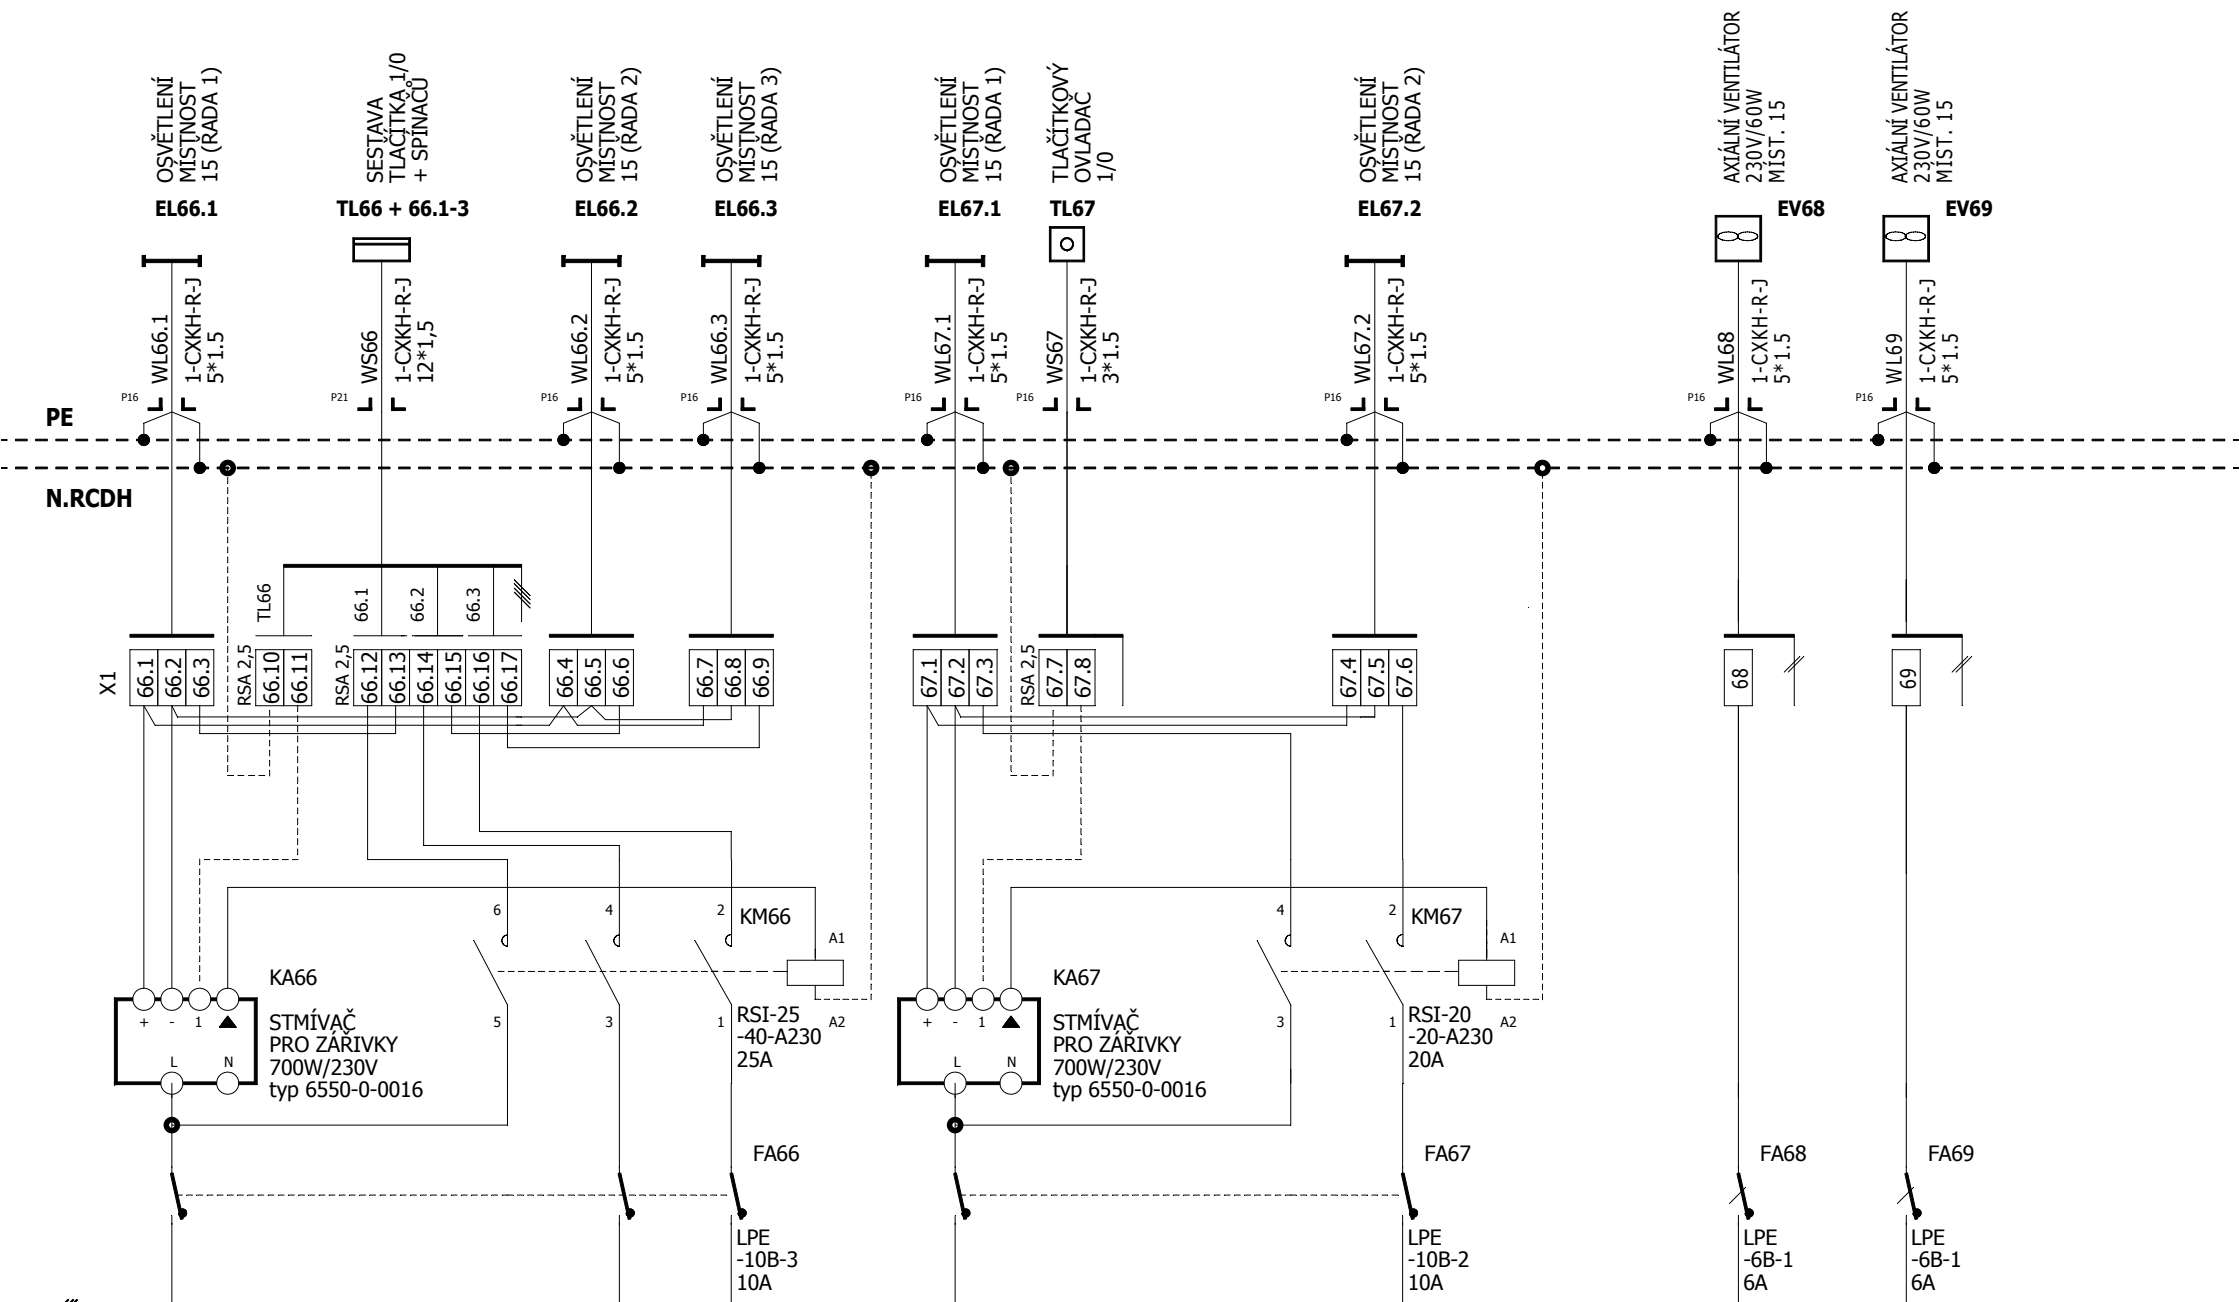 OSVĚTLENÍ
MÍSTNOST
15 (ŘADA 1)
SESTAVA
TLAČÍTKA 1/0
+ SPÍNAČŮ
OSVĚTLENÍ
MÍSTNOST
15 (ŘADA 2)
OSVĚTLENÍ
MÍSTNOST
15 (ŘADA 3)
OSVĚTLENÍ
MÍSTNOST
15 (ŘADA 1)
TLAČÍTKOVÝ
OVLADAČ
1/0
OSVĚTLENÍ
MÍSTNOST
15 (ŘADA 2)
AXIÁLNÍ VENTILÁTOR
230V/60W
MÍST. 15
AXIÁLNÍ VENTILÁTOR
230V/60W
MÍST. 15
EL66.1
TL66 + 66.1-3
EL66.2
EL66.3
EL67.1
TL67
EL67.2
EV68
EV69
WL66.1
1-CXKH-R-J
5*1.5
WS66
1-CXKH-R-J
12*1,5
WL66.2
1-CXKH-R-J
5*1.5
WL66.3
1-CXKH-R-J
5*1.5
WL67.1
1-CXKH-R-J
5*1.5
WS67
1-CXKH-R-J
3*1.5
WL67.2
1-CXKH-R-J
5*1.5
WL68
1-CXKH-R-J
5*1.5
WL69
1-CXKH-R-J
5*1.5
P16
P21
P16
P16
P16
P16
P16
P16
P16
PE
N.RCDH
TL66
66.1
66.2
66.3
X1
66.1
66.2
66.3
RSA 2,5
66.10
66.11
RSA 2,5
66.12
66.13
66.14
66.15
66.16
66.17
66.4
66.5
66.6
66.7
66.8
66.9
67.1
67.2
67.3
RSA 2,5
67.7
67.8
67.4
67.5
67.6
68
69
6
4
2
KM66
A1
4
2
KM67
A1
KA66
+
-
1
L
N
STMÍVAČ
PRO ZÁŘIVKY
700W/230V
typ 6550-0-0016
5
3
1
RSI-25
-40-A230
25A
A2
KA67
+
-
1
L
N
STMÍVAČ
PRO ZÁŘIVKY
700W/230V
typ 6550-0-0016
3
1
RSI-20
-20-A230
20A
A2
FA66
FA67
FA68
FA69
LPE
-10B-3
10A
LPE
-10B-2
10A
LPE
-6B-1
6A
LPE
-6B-1
6A